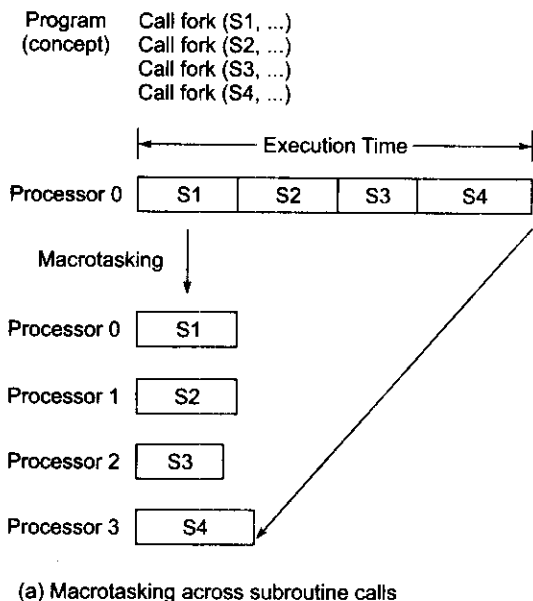 Program Call fork (S1, ...)
(concept) Call fork (S2, ...)
Call fork (S3, ...)
Call fork (S4, ...)
Execution Time
Processor 0 S1 S2 S3 S4
Macrotasking
Processor 0 S1
Processor 1 S2
Processor 2 S3
Processor 3 S4
(a) Macrotasking across subroutine calls